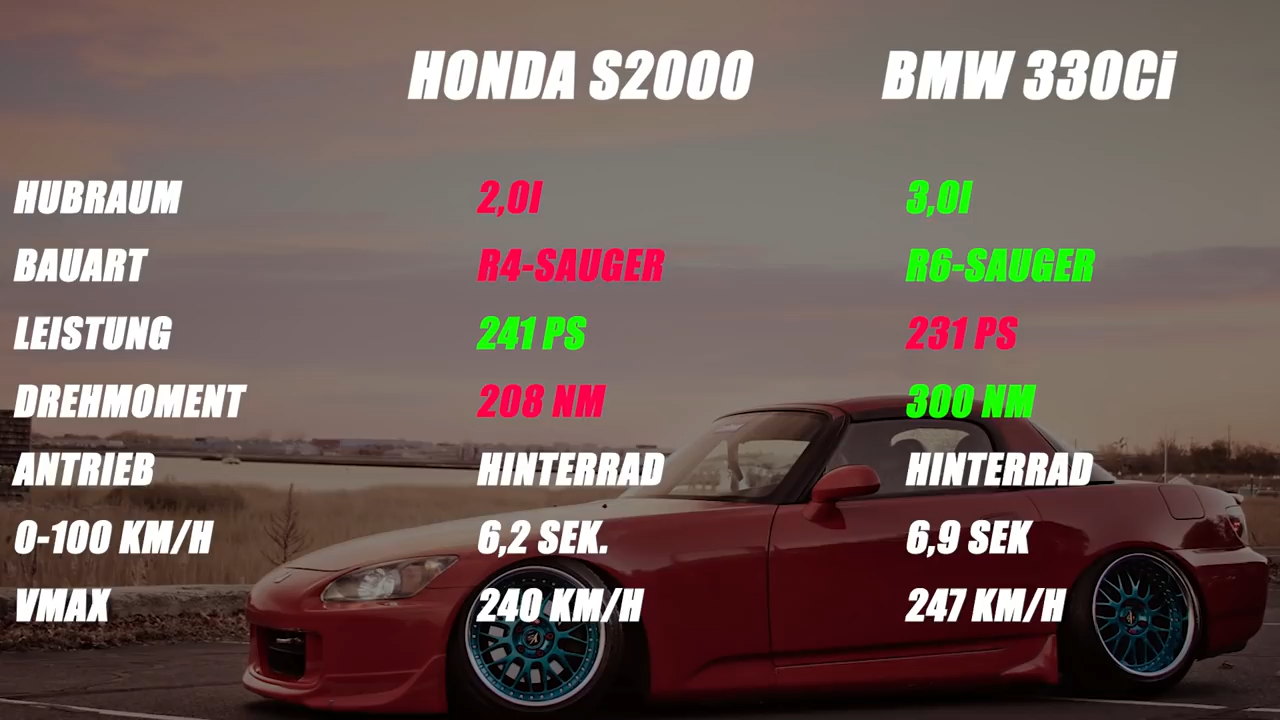 HONDA S2000 BMW 330Ci
HUBRAUM 2,0l 3,0l
BAUART R4-SAUGER R6-SAUGER
LEISTUNG 241 PS 231 PS
DREHMOMENT 208 NM 300 NM
ANTRIEB HINTERRAD HINTERRAD
0-100 KM/H 6,2 SEK. 6,9 SEK
VMAX 240 KM/H 247 KM/H